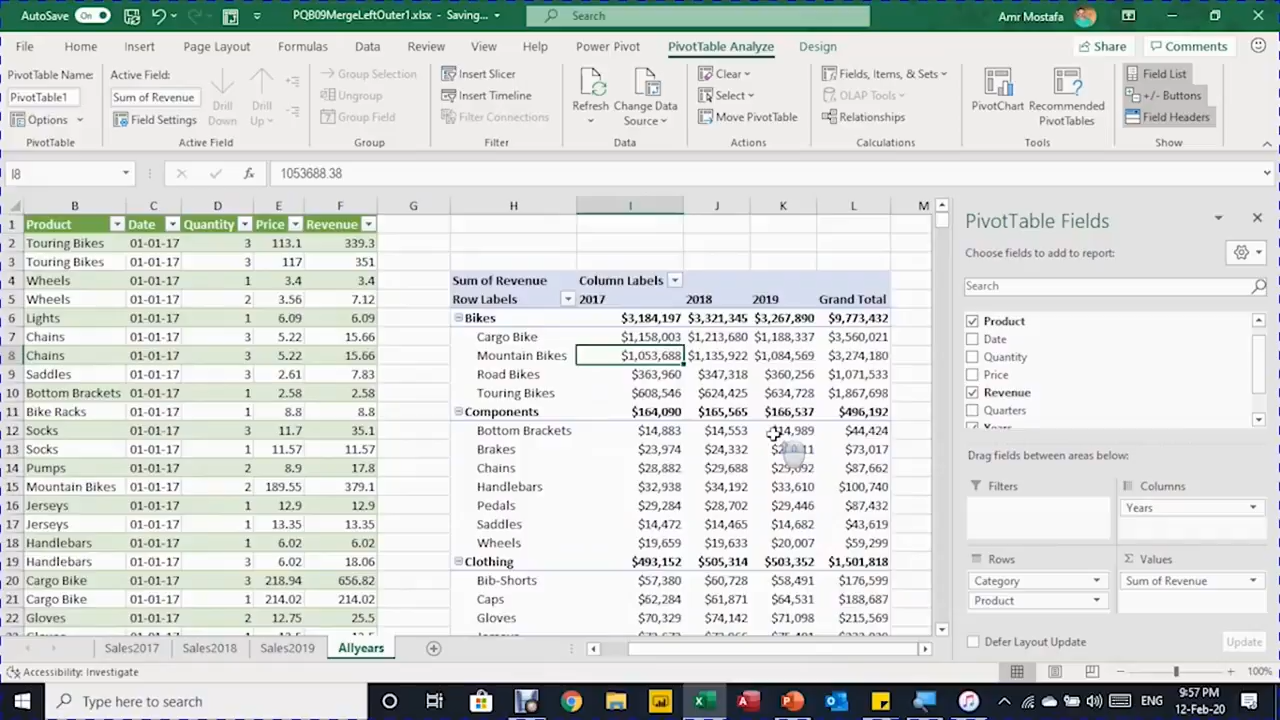 AutoSave On PQB09MergeLeftOuter1.xlsx - Saving... Search Amr Mostafa
File Home Insert Page Layout Formulas Data Review View Help Power Pivot PivotTable Analyze Design Share Comments
PivotTable Name: Active Field: Group Selection Insert Slicer Clear Fields, Items, & Sets Field List
PivotTable1 Sum of Revenue Drill Down Drill Up Ungroup Insert Timeline Refresh Change Data Source Select OLAP Tools PivotChart Recommended PivotTables +/- Buttons
Options Field Settings Group Field Filter Connections Move PivotTable Relationships Field Headers
PivotTable Active Field Group Filter Data Actions Calculations Tools Show
I8 fx 1053688.38
B C D E F G H I J K L M
1 Product Date Quantity Price Revenue
2 Touring Bikes 01-01-17 3 113.1 339.3
3 Touring Bikes 01-01-17 3 117 351
4 Wheels 01-01-17 1 3.4 3.4 Sum of Revenue Column Labels
5 Wheels 01-01-17 2 3.56 7.12 Row Labels 2017 2018 2019 Grand Total
6 Lights 01-01-17 1 6.09 6.09 Bikes $3,184,197 $3,321,345 $3,267,890 $9,773,432
7 Chains 01-01-17 3 5.22 15.66 Cargo Bike $1,158,003 $1,213,680 $1,188,337 $3,560,021
8 Chains 01-01-17 3 5.22 15.66 Mountain Bikes $1,053,688 $1,135,922 $1,084,569 $3,274,180
9 Saddles 01-01-17 3 2.61 7.83 Road Bikes $363,960 $347,318 $360,256 $1,071,533
10 Bottom Brackets 01-01-17 1 2.58 2.58 Touring Bikes $608,546 $624,425 $634,728 $1,867,698
11 Bike Racks 01-01-17 1 8.8 8.8 Components $164,090 $165,565 $166,537 $496,192
12 Socks 01-01-17 3 11.7 35.1 Bottom Brackets $14,883 $14,553 $44,424
13 Socks 01-01-17 1 11.57 11.57 Brakes $23,974 $24,332 $73,017
14 Pumps 01-01-17 2 8.9 17.8 Chains $28,882 $29,688 $29,092 $87,662
15 Mountain Bikes 01-01-17 2 189.55 379.1 Handlebars $32,938 $34,192 $33,610 $100,740
16 Jerseys 01-01-17 1 12.9 12.9 Pedals $29,284 $28,702 $29,446 $87,432
17 Jerseys 01-01-17 1 13.35 13.35 Saddles $14,472 $14,465 $14,682 $43,619
18 Handlebars 01-01-17 1 6.02 6.02 Wheels $19,659 $19,633 $20,007 $59,299
19 Handlebars 01-01-17 3 6.02 18.06 Clothing $493,152 $505,314 $503,352 $1,501,818
20 Cargo Bike 01-01-17 3 218.94 656.82 Bib-Shorts $57,380 $60,728 $58,491 $176,599
21 Cargo Bike 01-01-17 1 214.02 214.02 Caps $62,284 $61,871 $64,531 $188,687
22 Gloves 01-01-17 2 12.75 25.5 Gloves $70,329 $74,142 $71,098 $215,569
PivotTable Fields
Choose fields to add to report:
Search
Product
Date
Quantity
Price
Revenue
Quarters
Years
Drag fields between areas below:
Filters Columns
Years
Rows Σ Values
Category Sum of Revenue
Product
Defer Layout Update Update
Sales2017 Sales2018 Sales2019 Allyears
Accessibility: Investigate 100%
Type here to search ENG 9:57 PM
12-Feb-20